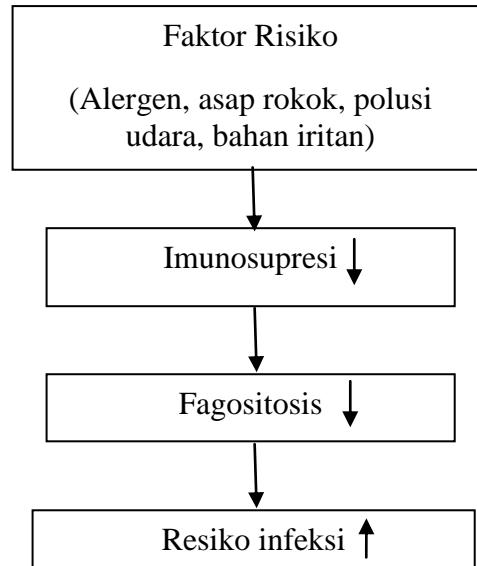 Faktor Risiko
(Alergen, asap rokok, polusi
udara, bahan iritan)
Imunosupresi
Fagositosis
Resiko infeksi